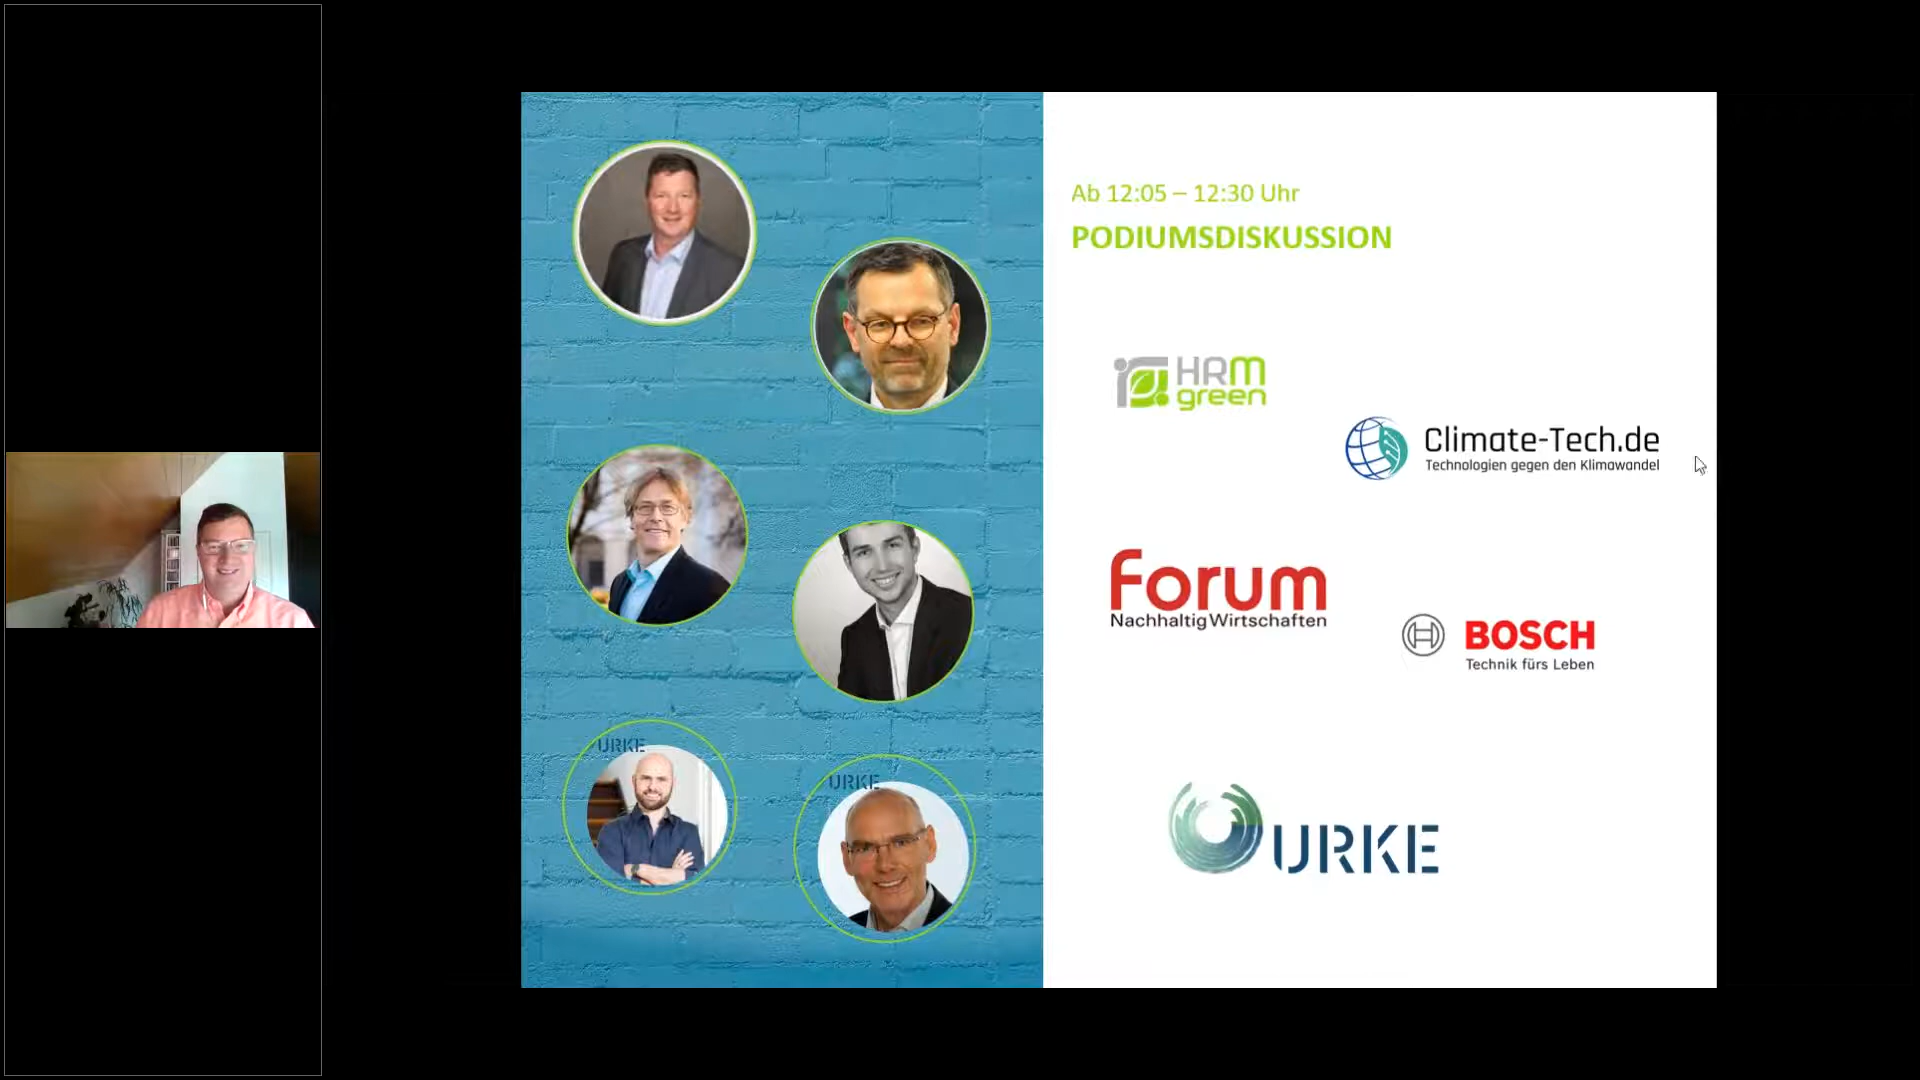 Ab 12:05 – 12:30 Uhr
PODIUMSDISKUSSION
HRM
green
Climate-Tech.de
Technologien gegen den Klimawandel
Forum
Nachhaltig Wirtschaften
BOSCH
Technik fürs Leben
URKE
URKE
URKE